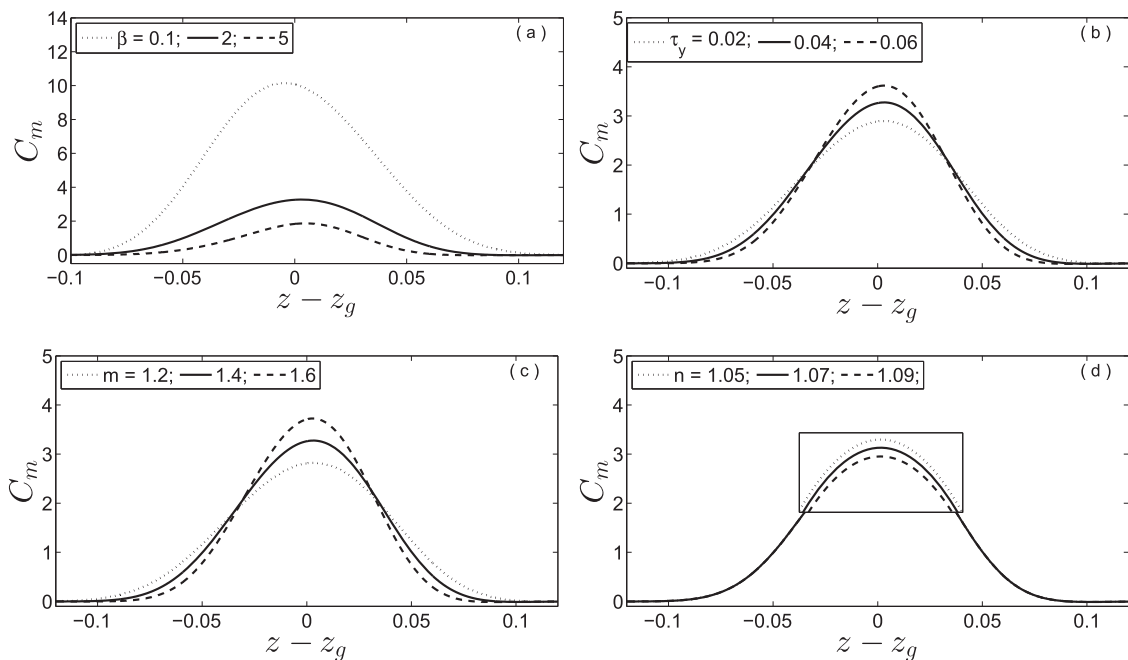 14
12
10
8
6
4
2
0
C_m
β = 0.1; 2; 5
(a)
−0.1 −0.05 0 0.05 0.1
z − z_g
5
4
3
2
1
0
C_m
τ_y = 0.02; 0.04; 0.06
(b)
−0.1 −0.05 0 0.05 0.1
z − z_g
5
4
3
2
1
0
C_m
m = 1.2; 1.4; 1.6
(c)
−0.1 −0.05 0 0.05 0.1
z − z_g
5
4
3
2
1
0
C_m
n = 1.05; 1.07; 1.09;
(d)
−0.1 −0.05 0 0.05 0.1
z − z_g